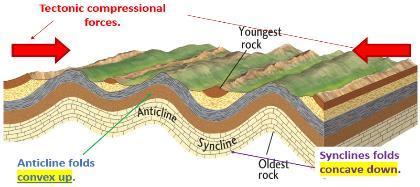 Tectonic compressional
forces.
Youngest
rock
Anticline
Syncline
Anticline folds
convex up.
Oldest
rock
Synclines folds
concave down.